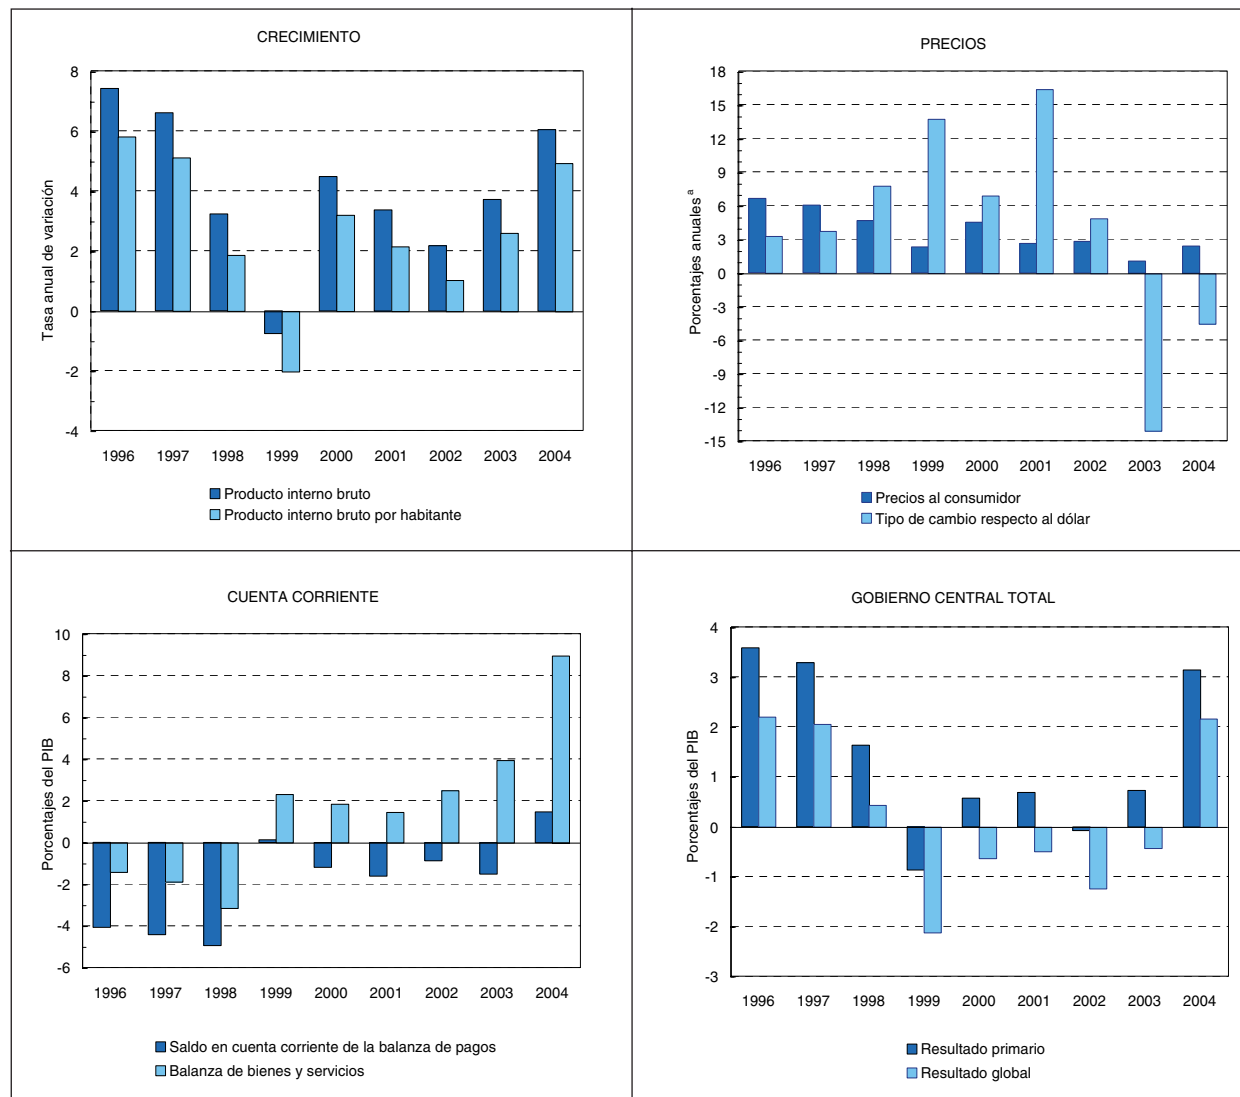 CRECIMIENTO
Tasa anual de variación
8
6
4
2
0
-2
-4
1996 1997 1998 1999 2000 2001 2002 2003 2004
Producto interno bruto
Producto interno bruto por habitante
PRECIOS
Porcentajes anuales a
18
15
12
9
6
3
0
-3
-6
-9
-12
-15
1996 1997 1998 1999 2000 2001 2002 2003 2004
Precios al consumidor
Tipo de cambio respecto al dólar
CUENTA CORRIENTE
Porcentajes del PIB
10
8
6
4
2
0
-2
-4
-6
1996 1997 1998 1999 2000 2001 2002 2003 2004
Saldo en cuenta corriente de la balanza de pagos
Balanza de bienes y servicios
GOBIERNO CENTRAL TOTAL
Porcentajes del PIB
4
3
2
1
0
-1
-2
-3
1996 1997 1998 1999 2000 2001 2002 2003 2004
Resultado primario
Resultado global